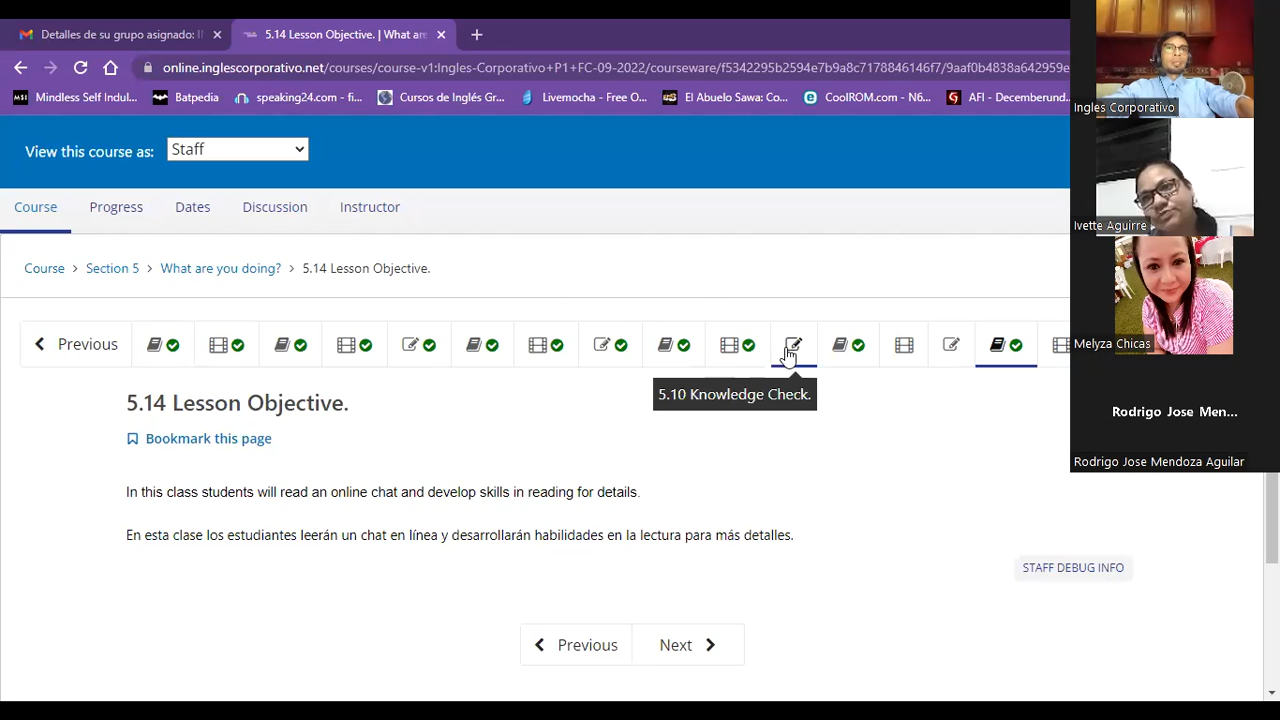 Detalles de su grupo asignado: I
5.14 Lesson Objective. | What are
online.inglescorporativo.net/courses/course-v1:Ingles-Corporativo+P1+FC-09-2022/courseware/f5342295b2594e7b9a8c7178846146f7/9aaf0b4838a642959e
Mindless Self Indul...
Batpedia
speaking24.com - fi...
Cursos de Inglés Gr...
Livemocha - Free O...
El Abuelo Sawa: Co...
CoolROM.com - N6...
AFI - Decemberund
View this course as:
Staff
Course
Progress
Dates
Discussion
Instructor
Course > Section 5 > What are you doing? > 5.14 Lesson Objective.
Previous
5.10 Knowledge Check.
5.14 Lesson Objective.
Bookmark this page
In this class students will read an online chat and develop skills in reading for details.
En esta clase los estudiantes leerán un chat en línea y desarrollarán habilidades en la lectura para más detalles.
STAFF DEBUG INFO
Previous
Next
Ingles Corporativo
Ivette Aguirre
Melyza Chicas
Rodrigo Jose Men...
Rodrigo Jose Mendoza Aguilar